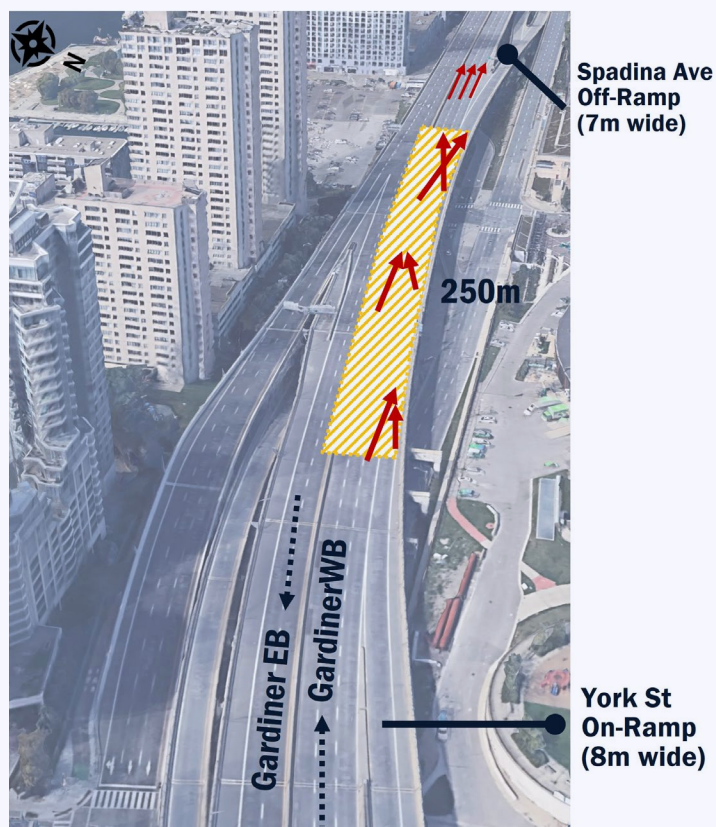 N
Spadina Ave
Off-Ramp
(7m wide)
250m
Gardiner EB
GardinerWB
York St
On-Ramp
(8m wide)